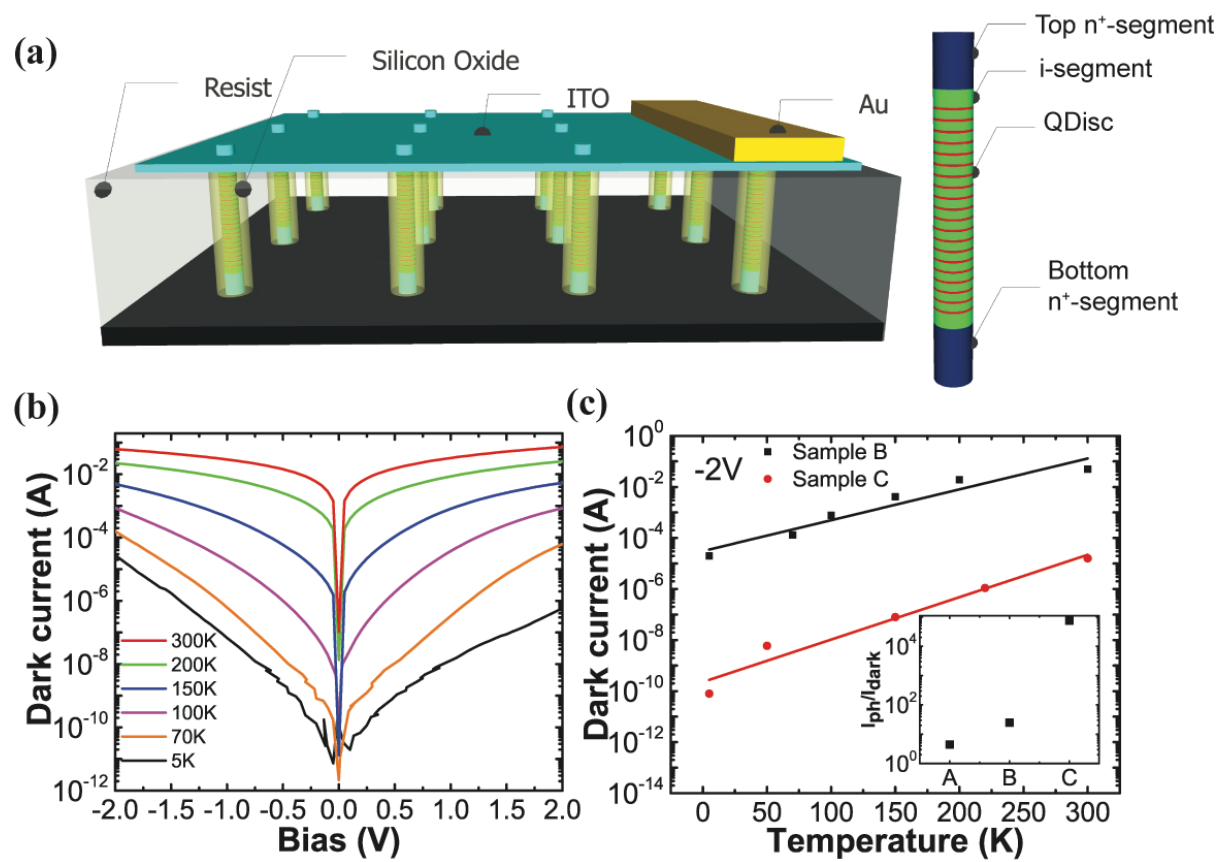 (a)
Resist
Silicon Oxide
ITO
Au
Top n⁺-segment
i-segment
QDisc
Bottom
n⁺-segment
(b)
Dark current (A)
10⁻²
10⁻⁴
10⁻⁶
10⁻⁸
10⁻¹⁰
10⁻¹²
300K
200K
150K
100K
70K
5K
-2.0 -1.5 -1.0 -0.5 0.0 0.5 1.0 1.5 2.0
Bias (V)
(c)
Dark current (A)
10⁰
10⁻²
10⁻⁴
10⁻⁶
10⁻⁸
10⁻¹⁰
10⁻¹²
10⁻¹⁴
-2V
Sample B
Sample C
Iₚₕ/I_dark
10⁴
10²
10⁰
A B C
0 50 100 150 200 250 300
Temperature (K)